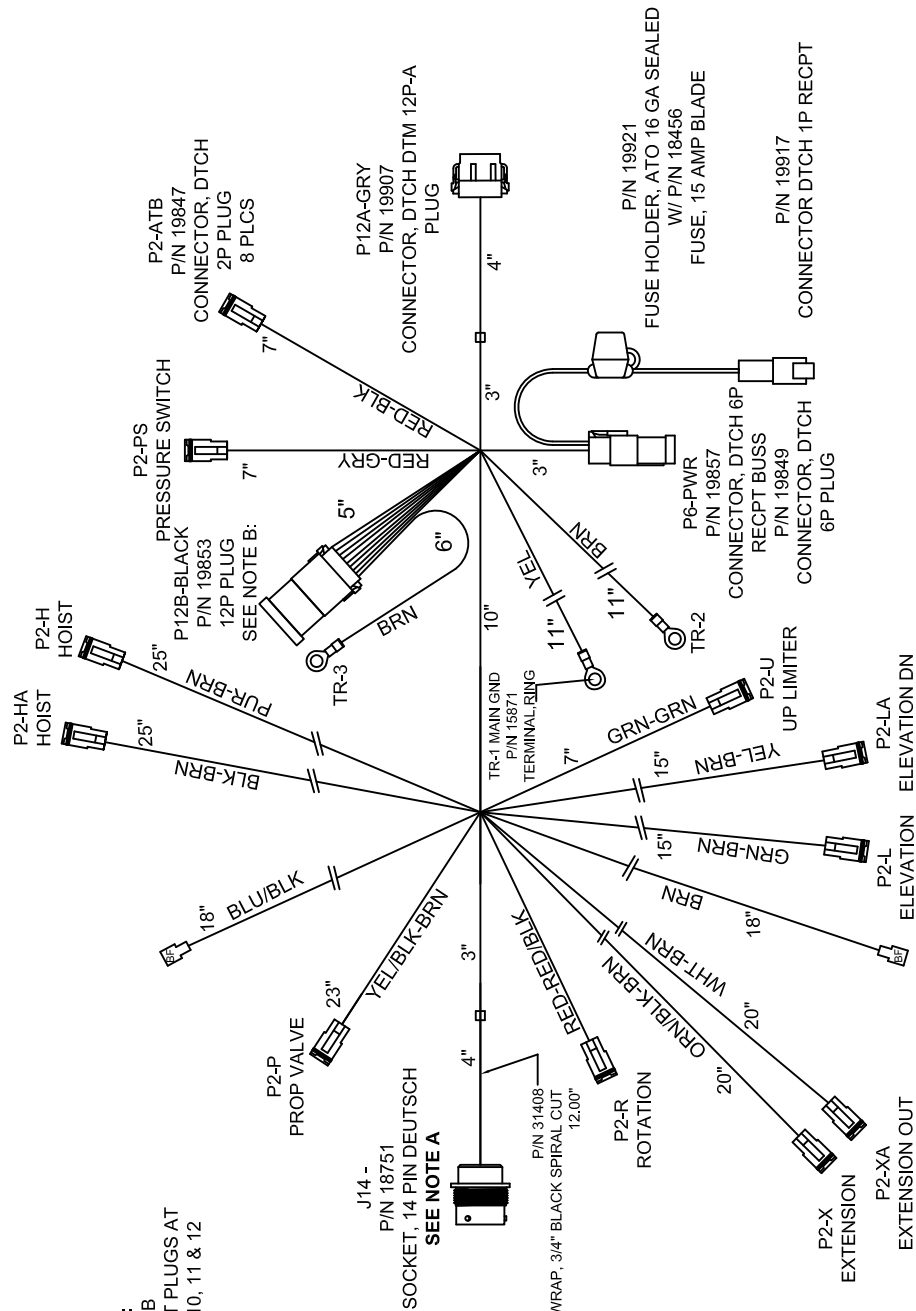 :
B
T PLUGS AT
10, 11 & 12
P2-HA
HOIST
P2-H
HOIST
25"
25"
BLK-BRN
PUR-BRN
18"
BLU/BLK
BF
P2-P
PROP VALVE
23"
YEL/BLK-BRN
J14 -
P/N 18751
SOCKET, 14 PIN DEUTSCH
SEE NOTE A
4"
3"
P/N 31408
WRAP, 3/4" BLACK SPIRAL CUT
12.00"
P2-R
ROTATION
RED-RED/BLK
P2-X
EXTENSION
20"
ORN/BLK-BRN
P2-XA
EXTENSION OUT
20"
WHT-BRN
BF
18"
BRN
P2-L
ELEVATION
15"
GRN-BRN
P2-LA
ELEVATION DN
15"
YEL-BRN
P2-U
UP LIMITER
7"
GRN-GRN
10"
TR-1 MAIN GND
P/N 15871
TERMINAL,RING
11"
YEL
TR-2
11"
BRN
TR-3
BRN
6"
P12B-BLACK
P/N 19853
12P PLUG
SEE NOTE B:
5"
P2-PS
PRESSURE SWITCH
7"
RED-GRY
P2-ATB
P/N 19847
CONNECTOR, DTCH
2P PLUG
8 PLCS
7"
RED-BLK
P12A-GRY
P/N 19907
CONNECTOR, DTCH DTM 12P-A
PLUG
3"
4"
3"
P6-PWR
P/N 19857
CONNECTOR, DTCH 6P
RECPT BUSS
P/N 19849
CONNECTOR, DTCH
6P PLUG
P/N 19921
FUSE HOLDER, ATO 16 GA SEALED
W/ P/N 18456
FUSE, 15 AMP BLADE
P/N 19917
CONNECTOR DTCH 1P RECPT